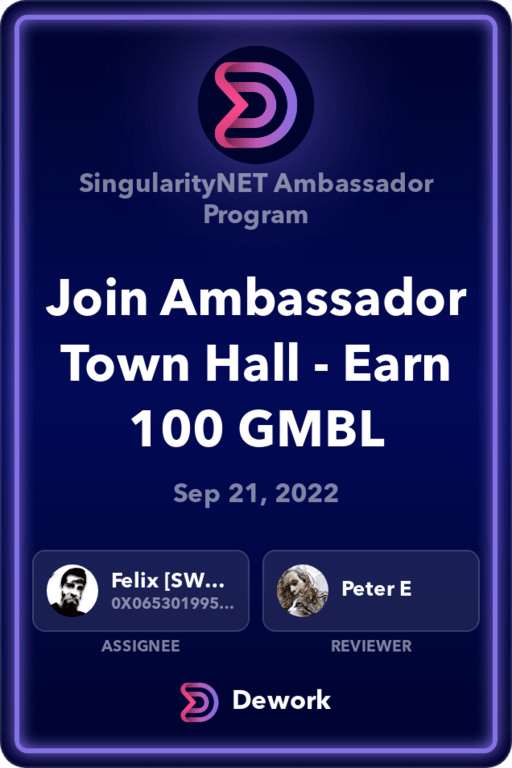 SingularityNET Ambassador
Program
Join Ambassador
Town Hall - Earn
100 GMBL
Sep 21, 2022
Felix [SW...
0X065301995...
Peter E
ASSIGNEE
REVIEWER
Dework